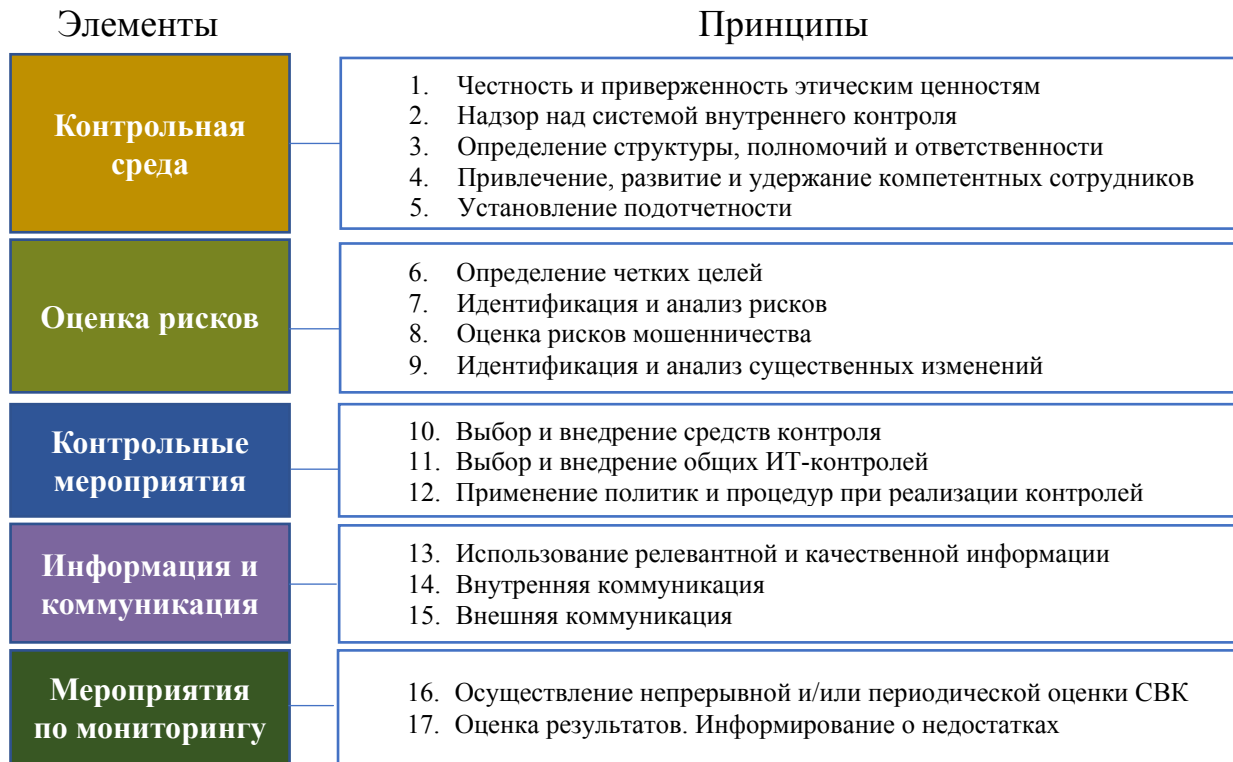 Элементы
Принципы
Контрольная
среда
1. Честность и приверженность этическим ценностям
2. Надзор над системой внутреннего контроля
3. Определение структуры, полномочий и ответственности
4. Привлечение, развитие и удержание компетентных сотрудников
5. Установление подотчетности
Оценка рисков
6. Определение четких целей
7. Идентификация и анализ рисков
8. Оценка рисков мошенничества
9. Идентификация и анализ существенных изменений
Контрольные
мероприятия
10. Выбор и внедрение средств контроля
11. Выбор и внедрение общих ИТ-контролей
12. Применение политик и процедур при реализации контролей
Информация и
коммуникация
13. Использование релевантной и качественной информации
14. Внутренняя коммуникация
15. Внешняя коммуникация
Мероприятия
по мониторингу
16. Осуществление непрерывной и/или периодической оценки СВК
17. Оценка результатов. Информирование о недостатках